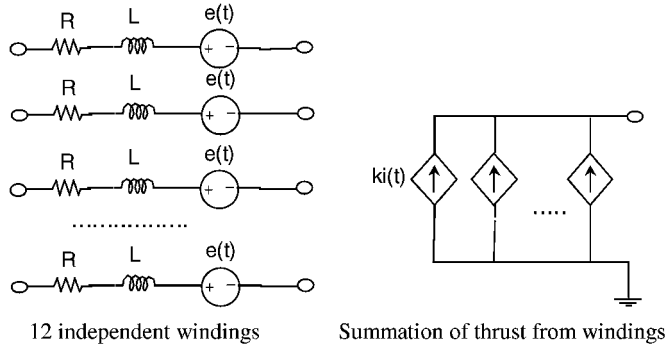 R L e(t)
+ −
R L e(t)
+ −
R L e(t)
+ −
ki(t)
R L e(t)
+ −
12 independent windings
Summation of thrust from windings